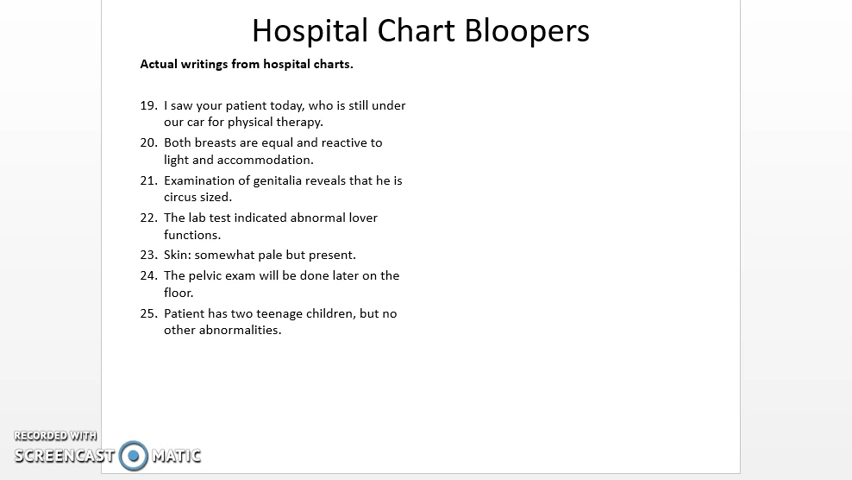 Hospital Chart Bloopers
Actual writings from hospital charts.
19. I saw your patient today, who is still under
our car for physical therapy.
20. Both breasts are equal and reactive to
light and accommodation.
21. Examination of genitalia reveals that he is
circus sized.
22. The lab test indicated abnormal lover
functions.
23. Skin: somewhat pale but present.
24. The pelvic exam will be done later on the
floor.
25. Patient has two teenage children, but no
other abnormalities.
RECORDED WITH
SCREENCAST MATIC